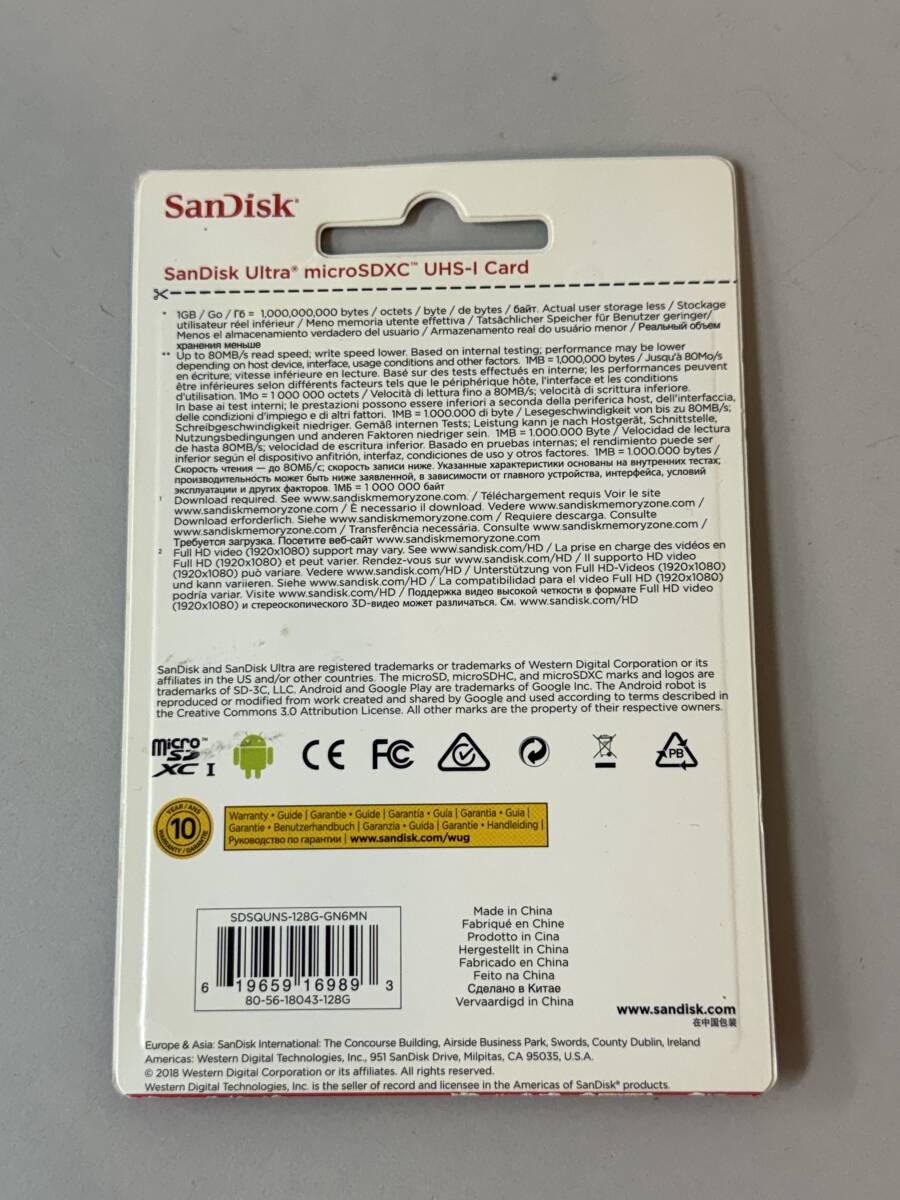 SanDisk®
SanDisk Ultra® microSDXC™ UHS-I Card
* 1GB / Go / Гб = 1,000,000,000 bytes / octets / byte / de bytes / байт. Actual user storage less / Stockage
utilisateur réel inférieur / Meno memoria utente effettiva / Tatsächlicher Speicher für Benutzer geringer/
Menos el almacenamiento verdadero del usuario / Armazenamento real do usuário menor / Реальный объем
хранения меньше
** Up to 80MB/s read speed; write speed lower. Based on internal testing; performance may be lower
depending on host device, interface, usage conditions and other factors. 1MB = 1,000,000 bytes / Jusqu'à 80Mo/s
en écriture; vitesse inférieure en lecture. Basé sur des tests effectués en interne; les performances peuvent
être inférieures selon différents facteurs tels que le périphérique hôte, l'interface et les conditions
d'utilisation. 1Mo = 1 000 000 octets / Velocità di lettura fino a 80MB/s; velocità di scrittura inferiore.
In base ai test interni; le prestazioni possono essere inferiori a seconda della periferica host, dell'interfaccia,
delle condizioni d'impiego e di altri fattori. 1MB = 1.000.000 di byte / Lesegeschwindigkeit von bis zu 80MB/s;
Schreibgeschwindigkeit niedriger. Gemäß internen Tests; Leistung kann je nach Hostgerät, Schnittstelle,
Nutzungsbedingungen und anderen Faktoren niedriger sein. 1MB = 1.000.000 Byte / Velocidad de lectura
de hasta 80MB/s; velocidad de escritura inferior. Basado en pruebas internas; el rendimiento puede ser
inferior según el dispositivo anfitrión, interfaz, condiciones de uso y otros factores. 1MB = 1.000.000 bytes /
Скорость чтения — до 80МБ/с; скорость записи ниже. Указанные характеристики основаны на внутренних тестах;
производительность может быть ниже заявленной, в зависимости от главного устройства, интерфейса, условий
эксплуатации и других факторов. 1МБ = 1 000 000 байт
1 Download required. See www.sandiskmemoryzone.com. / Téléchargement requis Voir le site
www.sandiskmemoryzone.com / È necessario il download. Vedere www.sandiskmemoryzone.com /
Download erforderlich. Siehe www.sandiskmemoryzone.com / Requiere descarga. Consulte
www.sandiskmemoryzone.com / Transferência necessária. Consulte www.sandiskmemoryzone.com /
Требуется загрузка. Посетите веб-сайт www.sandiskmemoryzone.com
2 Full HD video (1920x1080) support may vary. See www.sandisk.com/HD / La prise en charge des vidéos en
Full HD (1920x1080) et peut varier. Rendez-vous sur www.sandisk.com/HD / Il supporto HD video
(1920x1080) può variare. Vedere www.sandisk.com/HD / Unterstützung von Full HD-Videos (1920x1080)
und kann variieren. Siehe www.sandisk.com/HD / La compatibilidad para el video Full HD (1920x1080)
podría variar. Visite www.sandisk.com/HD / Поддержка видео высокой четкости в формате Full HD video
(1920x1080) и стереоскопического 3D-видео может различаться. См. www.sandisk.com/HD
SanDisk and SanDisk Ultra are registered trademarks or trademarks of Western Digital Corporation or its
affiliates in the US and/or other countries. The microSD, microSDHC, and microSDXC marks and logos are
trademarks of SD-3C, LLC. Android and Google Play are trademarks of Google Inc. The Android robot is
reproduced or modified from work created and shared by Google and used according to terms described in
the Creative Commons 3.0 Attribution License. All other marks are the property of their respective owners.
micro SD XC I ™ CE FC PB
YEAR/ANS 10 WARRANTY/GARANTIE
Warranty • Guide | Garantie • Guide | Garantía • Guía | Garantia • Guia |
Garantie • Benutzerhandbuch | Garanzia • Guida | Garantie • Handleiding |
Руководство по гарантии | www.sandisk.com/wug
SDSQUNS-128G-GN6MN
6 19659 16989 3
80-56-18043-128G
Made in China
Fabriqué en Chine
Prodotto in Cina
Hergestellt in China
Fabricado en China
Feito na China
Сделано в Китае
Vervaardigd in China
www.sandisk.com
在中国包装
Europe & Asia: SanDisk International: The Concourse Building, Airside Business Park, Swords, County Dublin, Ireland
Americas: Western Digital Technologies, Inc., 951 SanDisk Drive, Milpitas, CA 95035, U.S.A.
© 2018 Western Digital Corporation or its affiliates. All rights reserved.
Western Digital Technologies, Inc. is the seller of record and licensee in the Americas of SanDisk® products.